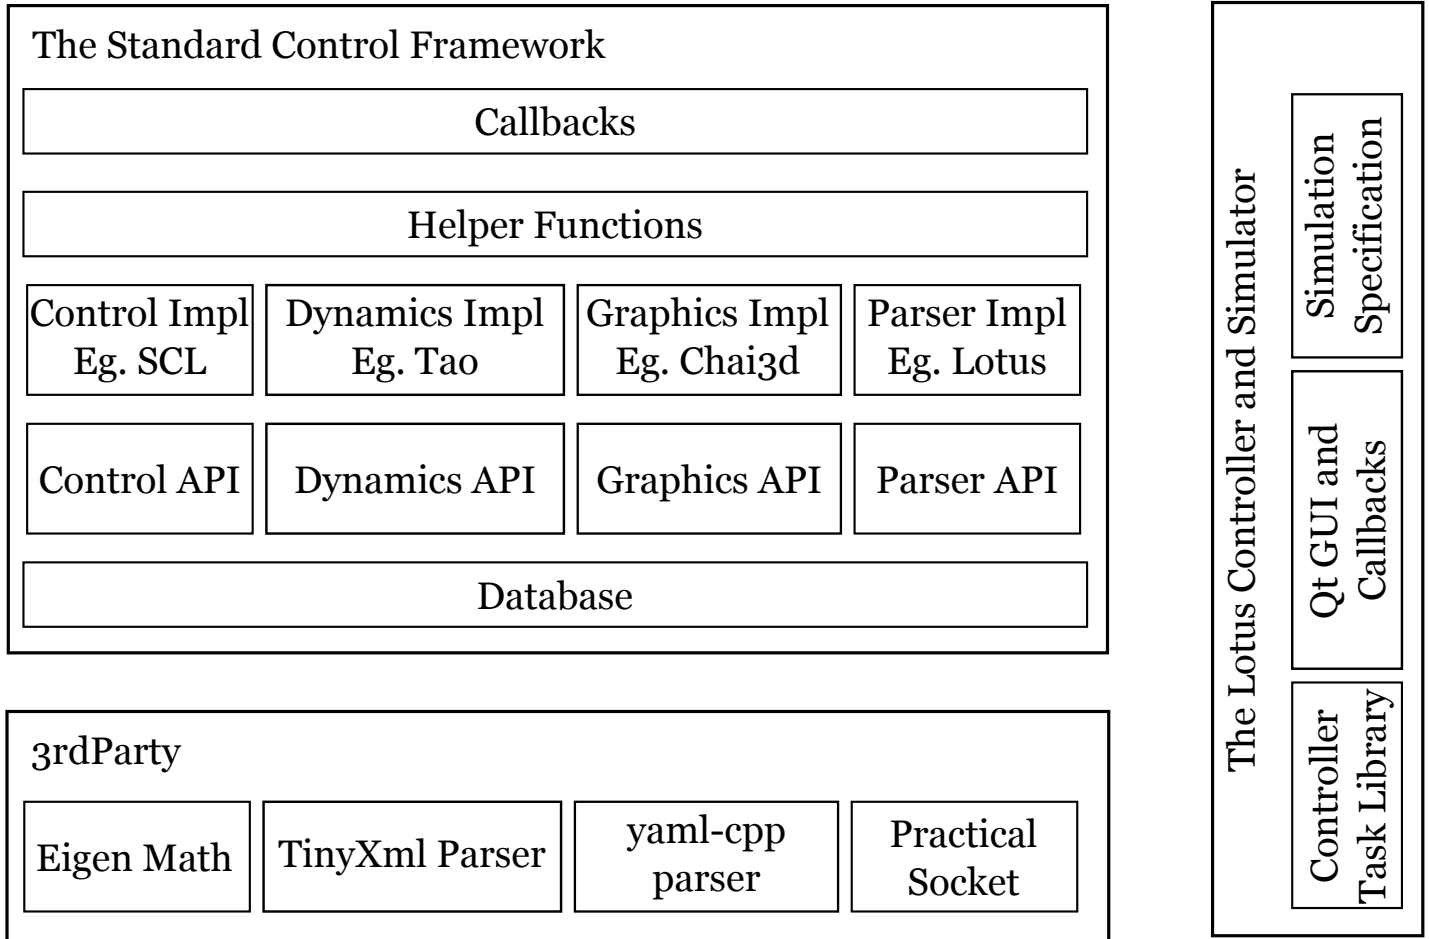 The Standard Control Framework
Callbacks
Helper Functions
Control Impl
Eg. SCL
Dynamics Impl
Eg. Tao
Graphics Impl
Eg. Chai3d
Parser Impl
Eg. Lotus
Control API
Dynamics API
Graphics API
Parser API
Database
3rdParty
Eigen Math
TinyXml Parser
yaml-cpp
parser
Practical
Socket
The Lotus Controller and Simulator
Simulation
Specification
Qt GUI and
Callbacks
Controller
Task Library